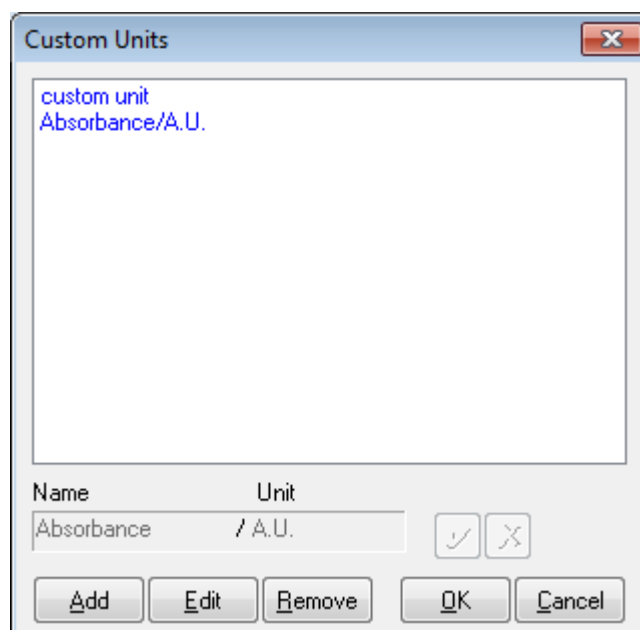 Custom Units
custom unit
Absorbance/A.U.
Name Unit
Absorbance / A.U.
Add Edit Remove OK Cancel